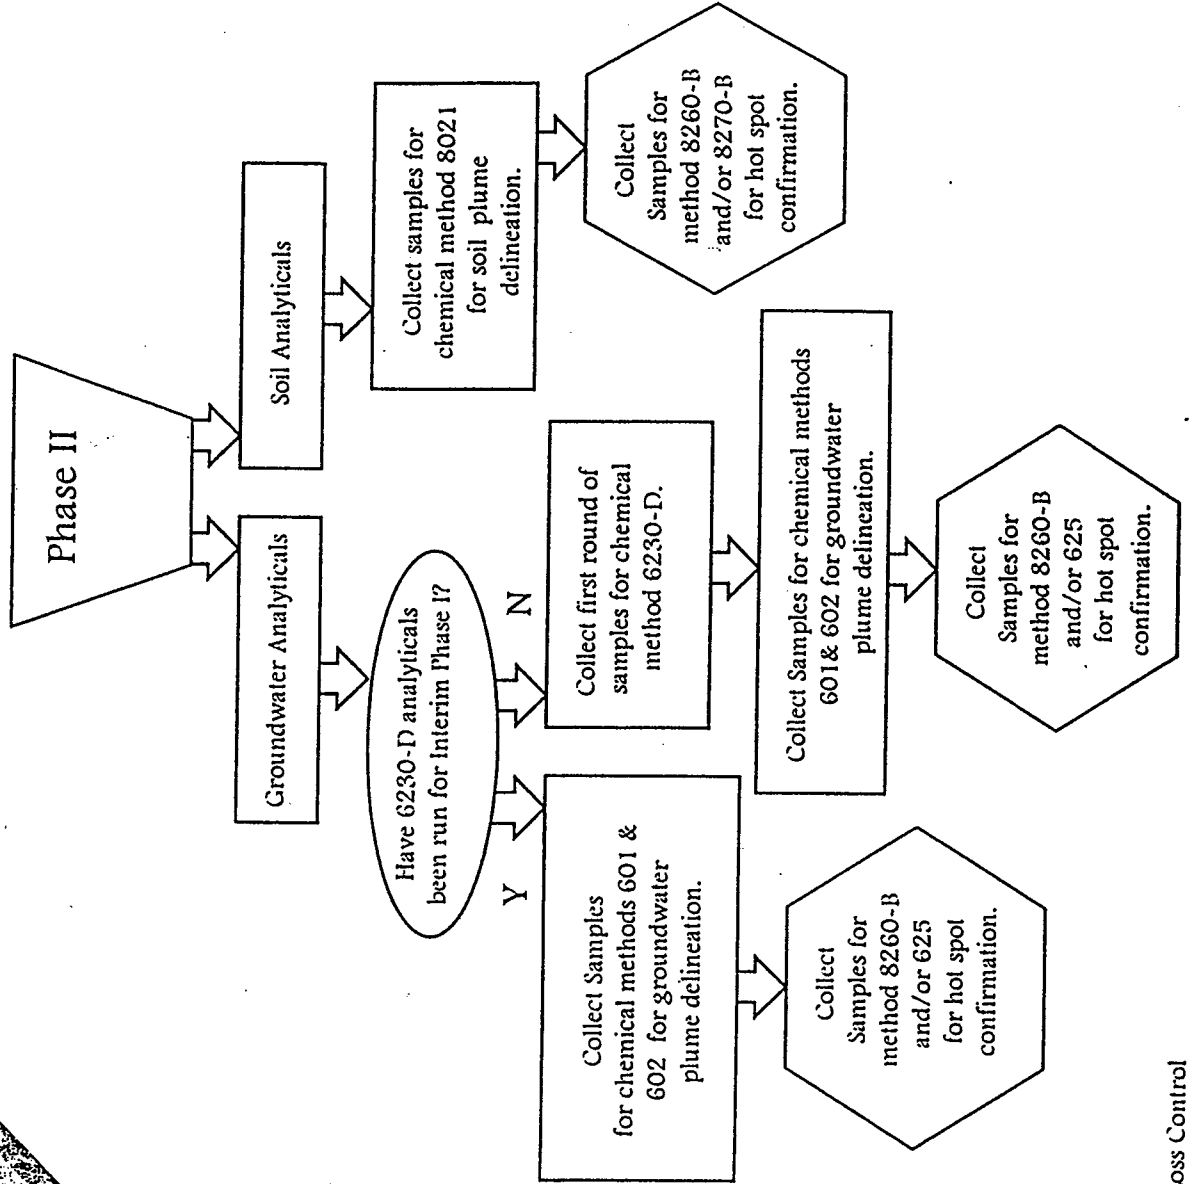 Phase II
Groundwater Analyticals
Soil Analyticals
Have 6230-D analyticals
been run for Interim Phase I?
Collect samples for
chemical method 8021
for soil plume
delineation.
Y
N
Collect Samples
for chemical methods 601 &
602 for groundwater
plume delineation.
Collect first round of
samples for chemical
method 6230-D.
Collect
Samples for
method 8260-B
and/or 8270-B
for hot spot
confirmation.
Collect Samples for chemical methods
601& 602 for groundwater
plume delineation.
Collect
Samples for
method 8260-B
and/or 625
for hot spot
confirmation.
Collect
Samples for
method 8260-B
and/or 625
for hot spot
confirmation.
oss Control